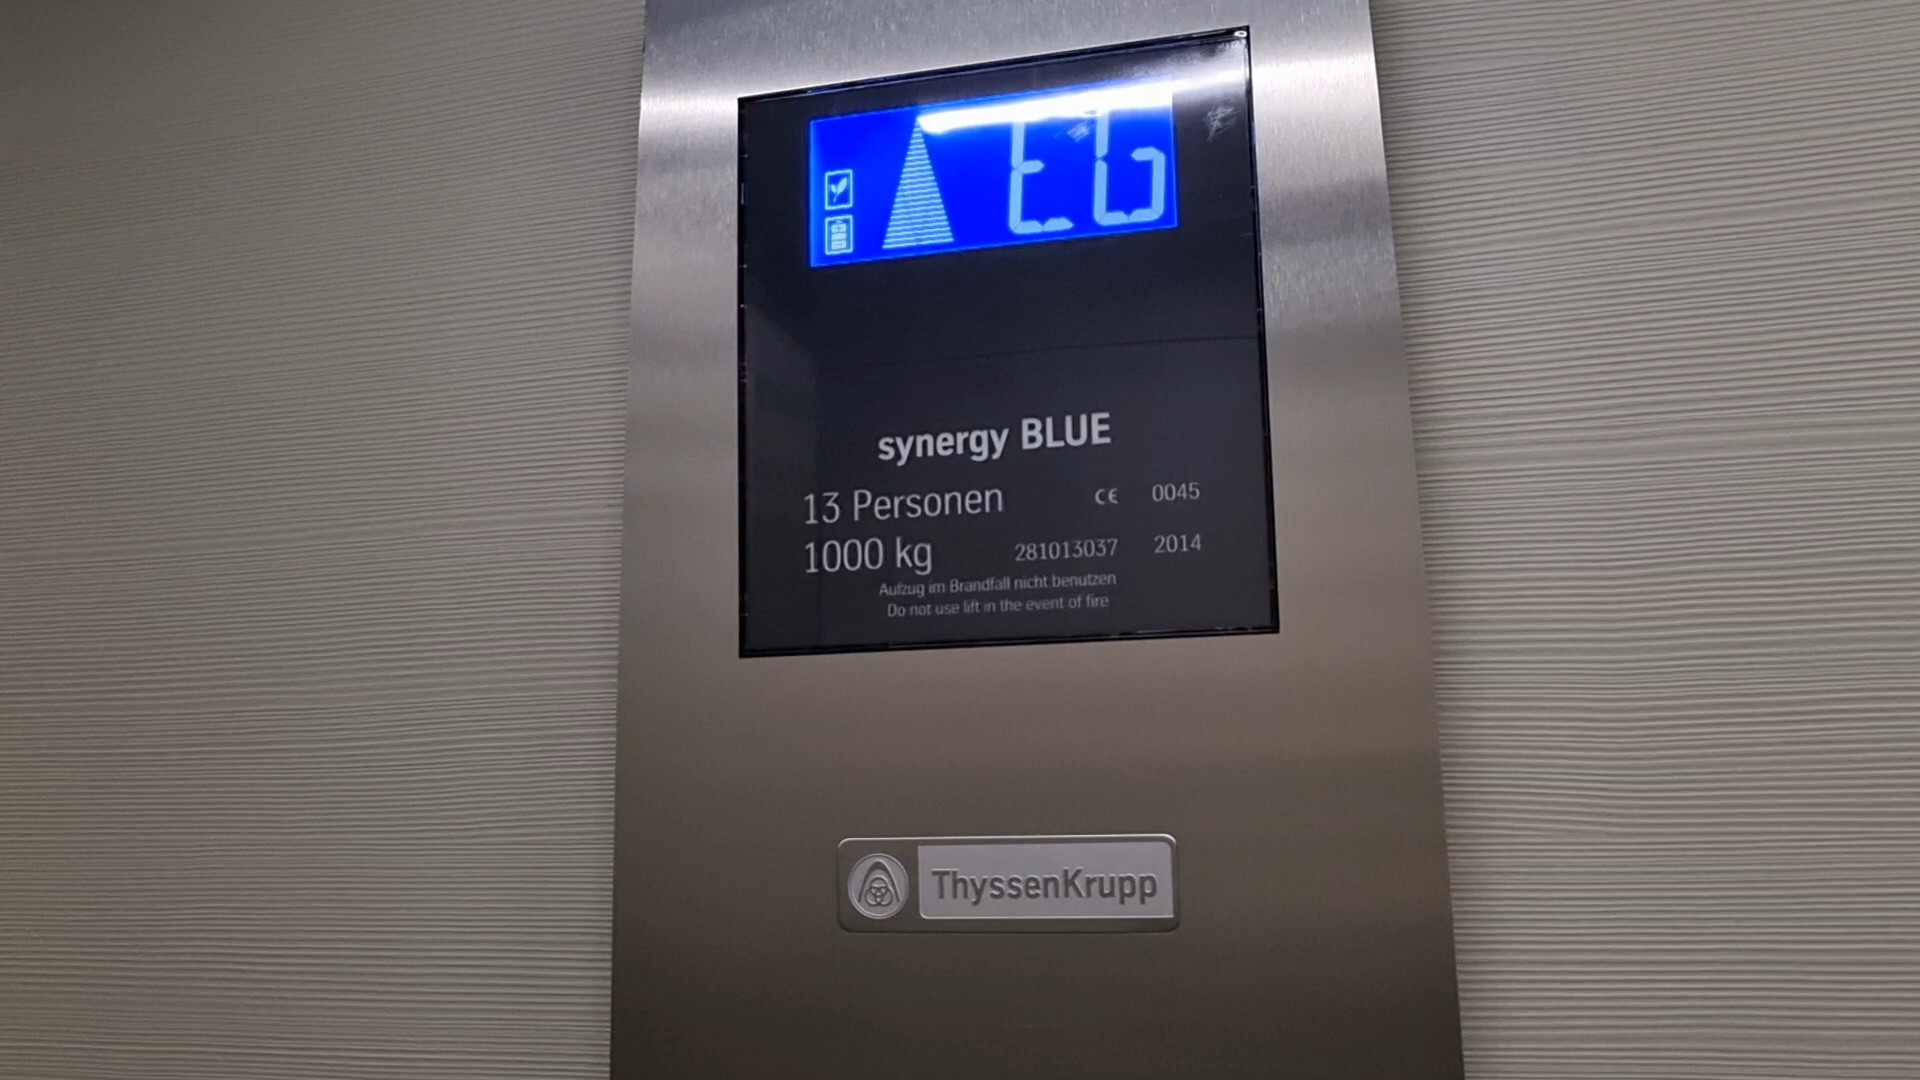 EG
synergy BLUE
13 Personen CE 0045
1000 kg 281013037 2014
Aufzug im Brandfall nicht benutzen
Do not use lift in the event of fire
ThyssenKrupp